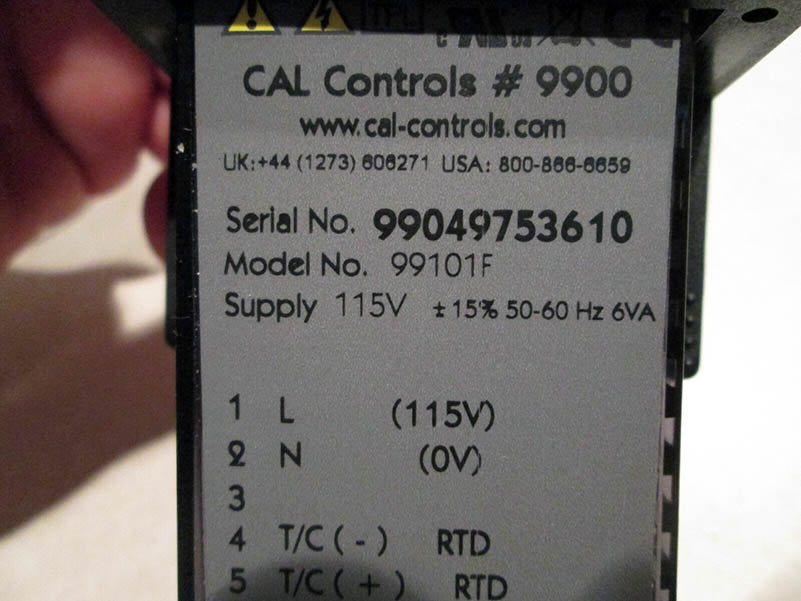 CAL Controls # 9900
www.cal-controls.com
UK:+44 (1273) 606271 USA: 800-866-6659
Serial No. 99049753610
Model No. 99101F
Supply 115V ± 15% 50-60 Hz 6VA
1 L (115V)
2 N (0V)
3
4 T/C ( - ) RTD
5 T/C ( + ) RTD